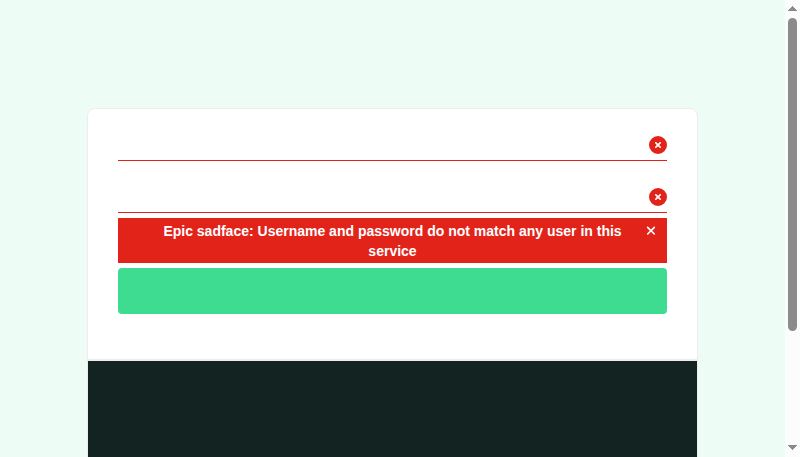 Epic sadface: Username and password do not match any user in this
service